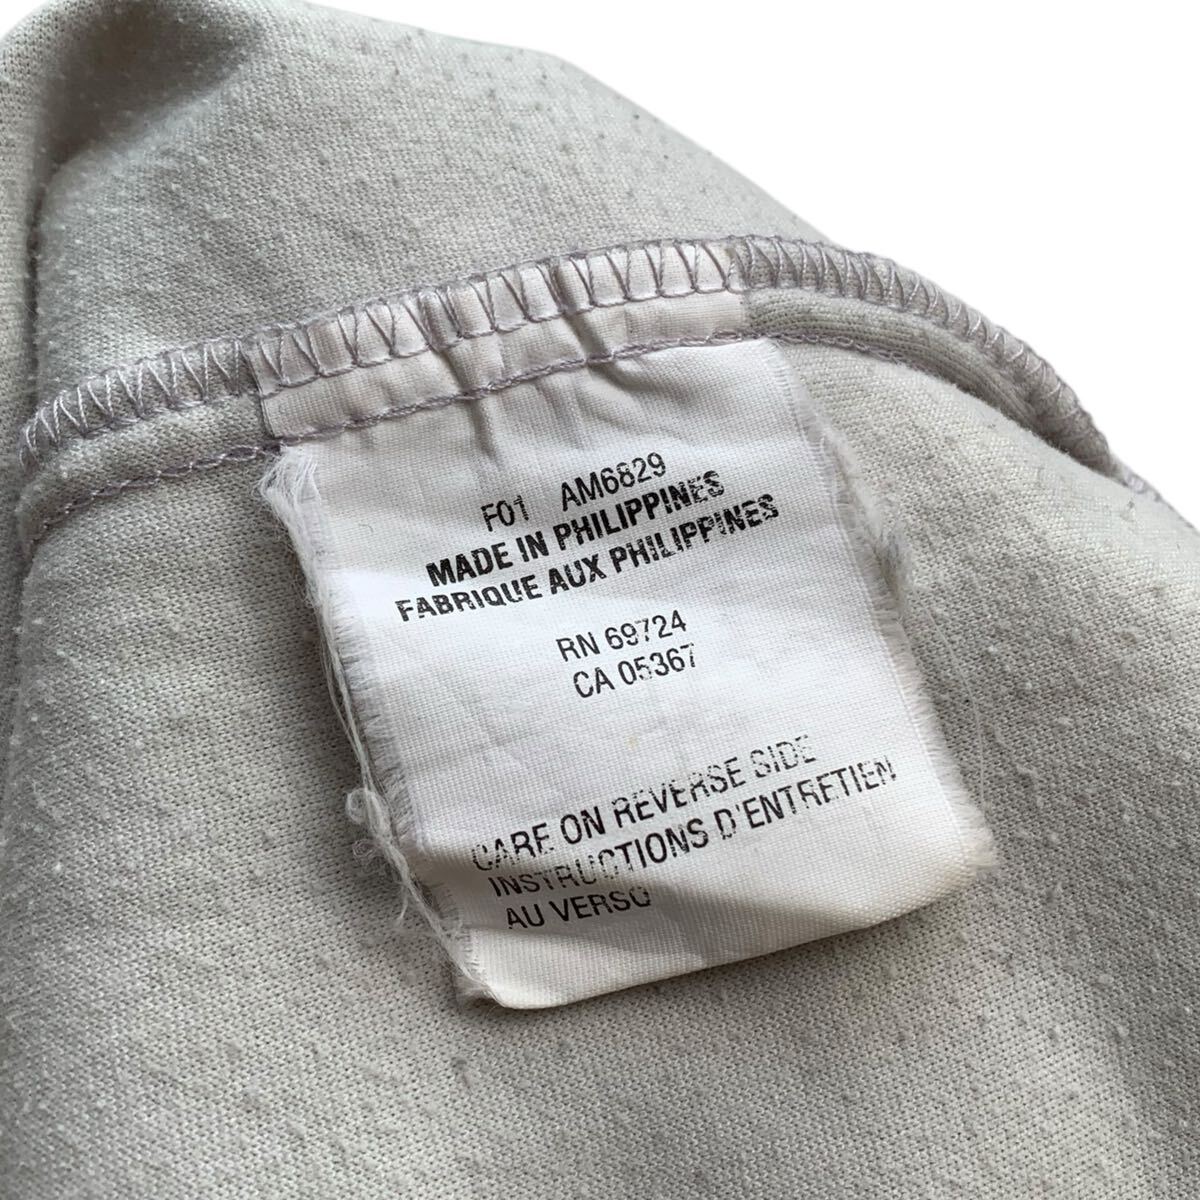 F01 AM6829
MADE IN PHILIPPINES
FABRIQUE AUX PHILIPPINES
RN 69724
CA 05367
CARE ON REVERSE SIDE
INSTRUCTIONS D'ENTRETIEN
AU VERSO